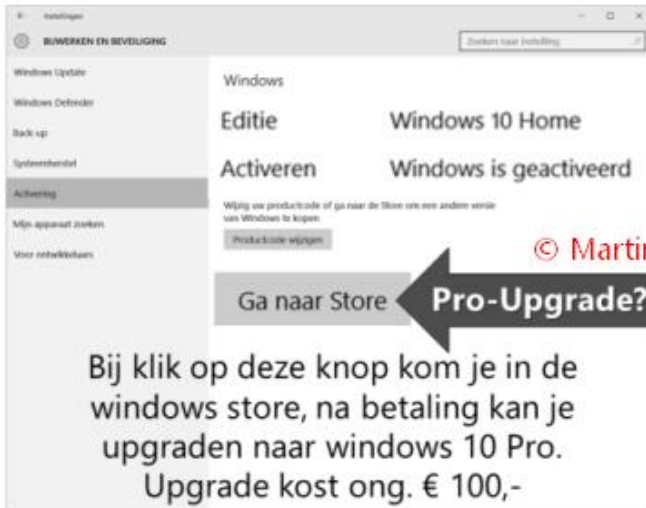 Instellingen
BIJWERKEN EN BEVEILIGING
Zoeken naar instelling
Windows Update
Windows Defender
Back-up
Systeemherstel
Activering
Mijn apparaat zoeken
Voor ontwikkelaars
Windows
Editie Windows 10 Home
Activeren Windows is geactiveerd
Wijzig uw productcode of ga naar de Store om een andere versie
van Windows te kopen
Productcode wijzigen
© Martin
Ga naar Store
Pro-Upgrade?
Bij klik op deze knop kom je in de
windows store, na betaling kan je
upgraden naar windows 10 Pro.
Upgrade kost ong. € 100,-